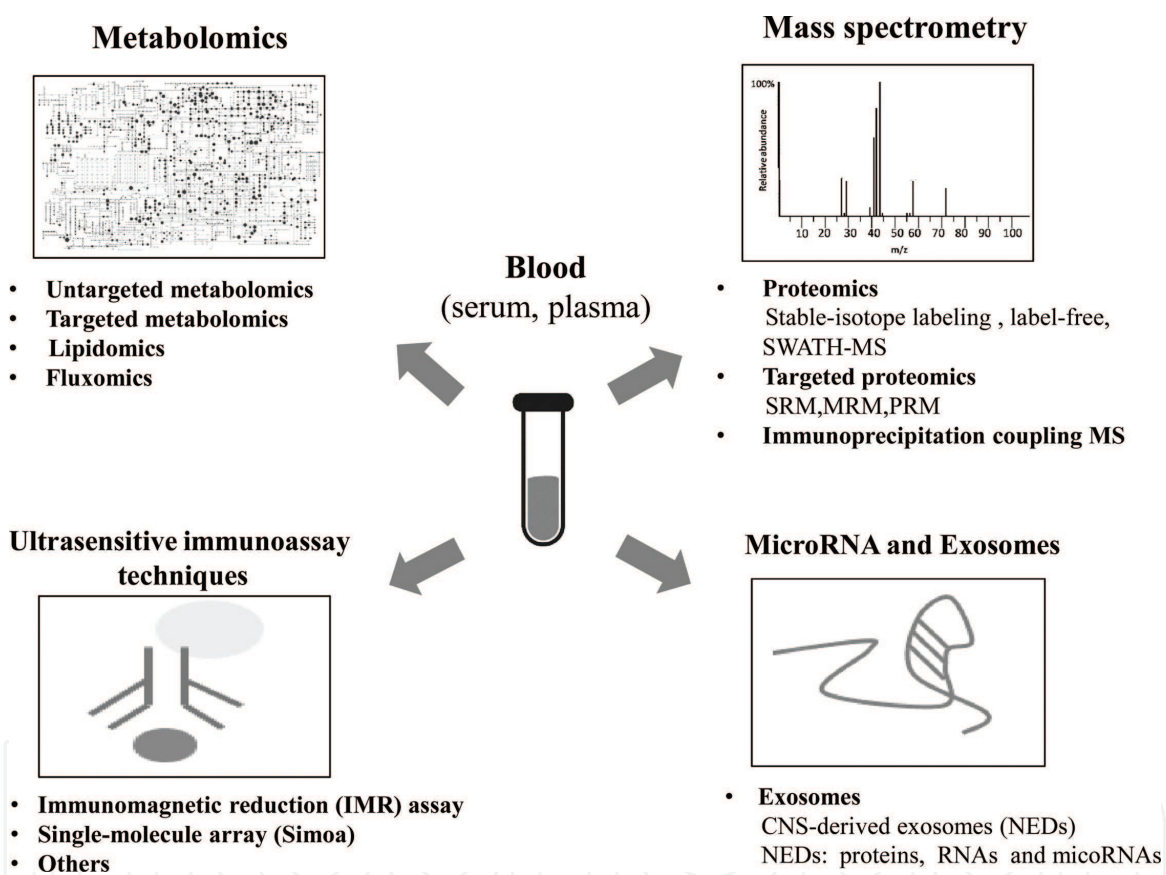 Metabolomics
• Untargeted metabolomics
• Targeted metabolomics
• Lipidomics
• Fluxomics
Blood
(serum, plasma)
Mass spectrometry
100%
Relative abundance
10 20 30 40 50 60 70 80 90 100
m/z
• Proteomics
Stable-isotope labeling , label-free,
SWATH-MS
• Targeted proteomics
SRM,MRM,PRM
• Immunoprecipitation coupling MS
Ultrasensitive immunoassay
techniques
• Immunomagnetic reduction (IMR) assay
• Single-molecule array (Simoa)
• Others
MicroRNA and Exosomes
• Exosomes
CNS-derived exosomes (NEDs)
NEDs: proteins, RNAs and micoRNAs